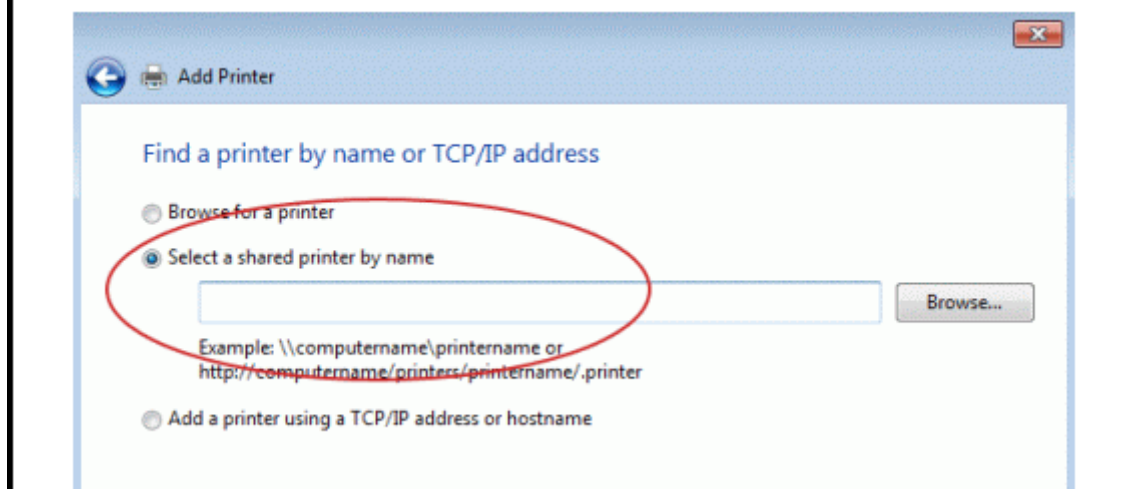 Add Printer
Find a printer by name or TCP/IP address
Browse for a printer
Select a shared printer by name
Browse...
Example: \\computername\printername or
http://computername/printers/printername/.printer
Add a printer using a TCP/IP address or hostname